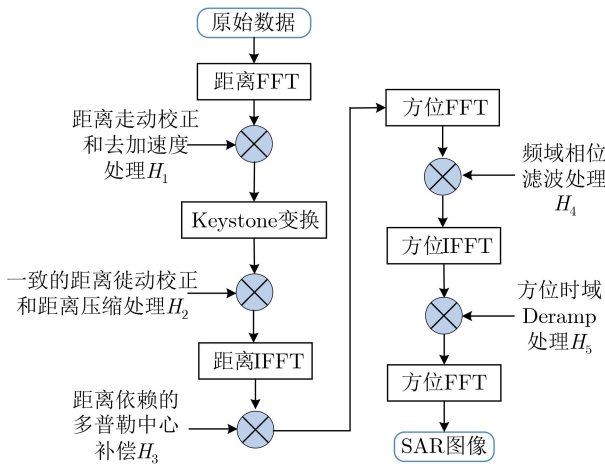 原始数据
距离FFT
距离走动校正
和去加速度
处理H₁
Keystone变换
一致的距离徙动校正
和距离压缩处理H₂
距离IFFT
距离依赖的
多普勒中心
补偿H₃
方位FFT
频域相位
滤波处理
H₄
方位IFFT
方位时域
Deramp
处理H₅
方位FFT
SAR图像